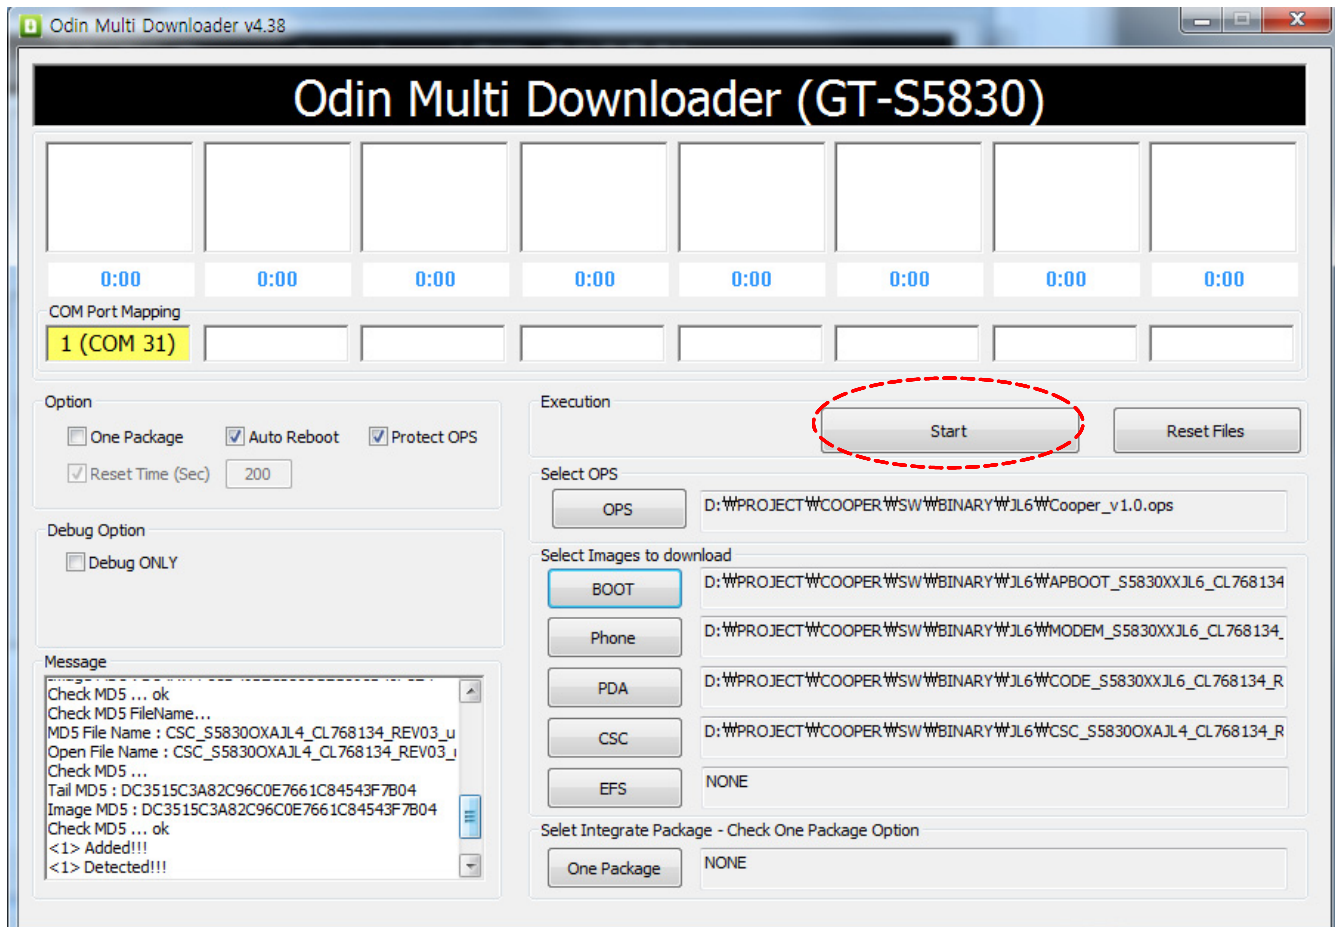 Odin Multi Downloader v4.38
Odin Multi Downloader (GT-S5830)
0:00 0:00 0:00 0:00 0:00 0:00 0:00 0:00
COM Port Mapping
1 (COM 31)
Option
One Package Auto Reboot Protect OPS
Reset Time (Sec) 200
Debug Option
Debug ONLY
Message
Check MD5 ... ok
Check MD5 FileName...
MD5 File Name : CSC_S5830OXAJL4_CL768134_REV03_u
Open File Name : CSC_S5830OXAJL4_CL768134_REV03_
Check MD5 ...
Tail MD5 : DC3515C3A82C96C0E7661C84543F7B04
Image MD5 : DC3515C3A82C96C0E7661C84543F7B04
Check MD5 ... ok
<1> Added!!!
<1> Detected!!!
Execution
Start Reset Files
Select OPS
OPS D:₩PROJECT₩COOPER₩SW₩BINARY₩JL6₩Cooper_v1.0.ops
Select Images to download
BOOT D:₩PROJECT₩COOPER₩SW₩BINARY₩JL6₩APBOOT_S5830XXJL6_CL768134
Phone D:₩PROJECT₩COOPER₩SW₩BINARY₩JL6₩MODEM_S5830XXJL6_CL768134_
PDA D:₩PROJECT₩COOPER₩SW₩BINARY₩JL6₩CODE_S5830XXJL6_CL768134_R
CSC D:₩PROJECT₩COOPER₩SW₩BINARY₩JL6₩CSC_S5830OXAJL4_CL768134_R
EFS NONE
Selet Integrate Package - Check One Package Option
One Package NONE